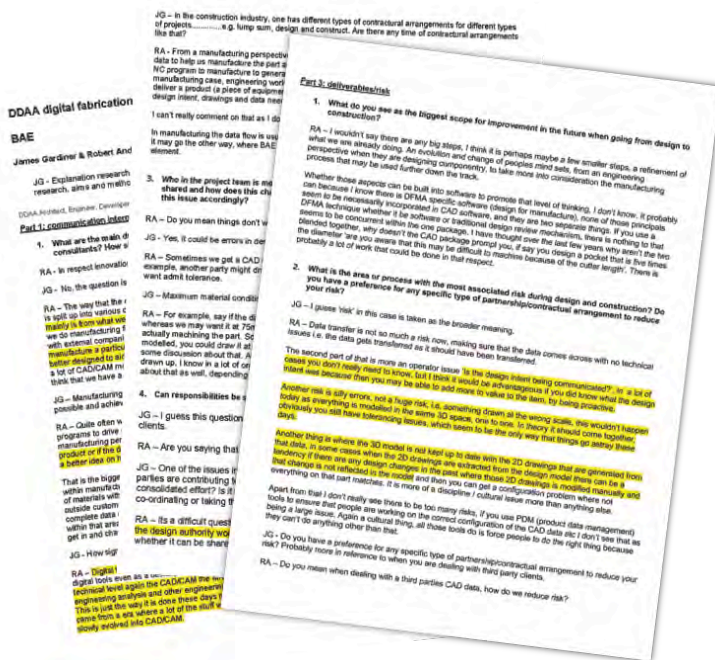 JG – In the construction industry, one has different types of contractual arrangements for different types
of projects..............e.g. lump sum, design and construct. Are there any time of contractural arrangements
like that?
RA - From a manufacturing perspectiv
data to help us manufacture the part a
NC program to manufacture to genera
manufacturing case, engineering work
deliver a product (a piece of equipmer
design intent, drawings and data nee
I can't really comment on that as I do
In manufacturing the data flow is usu
it may go the other way, where BAE
element.
3. Who in the project team is me
shared and how does this ch
this issue accordingly?
RA – Do you mean things don't w
JG - Yes, it could be errors in de
RA – Sometimes we get a CAD
example, another party might dr
want admit tolerance.
JG – Maximum material conditi
RA – For example, say if the di
whereas we may want it at 75m
actually machining the part. So
modelled, you could draw it at
some discussion about that. A
drawn up, I know in a lot of or
about that as well, depending
4. Can responsibilities be s
JG – I guess this question
clients.
RA – Are you saying that
JG – One of the issues i
parties are contributing t
consolidated effort? Is it
co-ordinating or taking th
RA – Its a difficult quest
the design authority wo
whether it can be share
DDAA digital fabrication
BAE
James Gardiner & Robert And
JG - Explanation research
research, aims and metho
DDAA Architect, Engineer, Developer
Part 1: communication interd
1. What are the main d
consultants? How s
RA - In respect innovation
JG - No, the question is
RA – The way that the
is split up into various c
mainly is from what we
we do manufacturing f
with external compani
manufacture a particu
better designed to sim
a lot of CAD/CAM m
think that we have a
JG – Manufacturing
possible and achiev
RA – Quite often w
programs to drive
manufacturing per
product or if the d
a better idea on h
That is the bigge
within manufactu
of materials with
outside custom
complete data
within that area
get in and cha
JG - How sigr
RA – Digital t
digital tools even as a
technical level again the CAD/CAM the
engineering analysis and other engineering
This is just the way it is done these days
came from a era where a lot of the stuff w
slowly evolved into CAD/CAM.
Part 3: deliverables/risk
1. What do you see as the biggest scope for improvement in the future when going from design to
construction?
RA – I wouldn't say there are any big steps, I think it is perhaps maybe a few smaller steps, a refinement of
what we are already doing. An evolution and change of peoples mind sets, from an engineering
perspective when they are designing componentry, to take more into consideration the manufacturing
process that may be used further down the track.
Whether those aspects can be built into software to promote that level of thinking, I don't know, it probably
can because I know there is DFMA specific software (design for manufacture), none of those principals
seem to be necessarily incorporated in CAD software, and they are two separate things. If you use a
DFMA technique whether it be software or traditional design review mechanism, there is nothing to that
seems to be concurrent within the one package. I have thought over the last few years why aren't the two
blended together, why doesn't the CAD package prompt you, if say you design a pocket that is five times
the diameter 'are you aware that this may be difficult to machine because of the cutter length'. There is
probably a lot of work that could be done in that respect.
2. What is the area or process with the most associated risk during design and construction? Do
you have a preference for any specific type of partnership/contractual arrangement to reduce
your risk?
JG – I guess 'risk' in this case is taken as the broader meaning.
RA – Data transfer is not so much a risk now, making sure that the data comes across with no technical
issues i.e. the data gets transferred as it should have been transferred.
The second part of that is more an operator issue 'Is the design intent being communicated?'. In a lot of
cases you don't really need to know, but I think it would be advantageous if you did know what the design
intent was because then you may be able to add more to value to the item, by being proactive.
Another risk is silly errors, not a huge risk, i.e. something drawn at the wrong scale, this wouldn't happen
today as everything is modelled in the same 3D space, one to one. In theory it should come together,
obviously you still have tolerancing issues, which seem to be the only way that things go astray these
days.
Another thing is where the 3D model is not kept up to date with the 2D drawings that are generated from
that data, in some cases when the 2D drawings are extracted from the design model there can be a
tendency if there are any design changes in the past where those 2D drawings is modified manually and
that change is not reflected in the model and then you can get a configuration problem where not
everything on that part matches. It is more of a discipline / cultural issue more than anything else.
Apart from that I don't really see there to be too many risks, if you use PDM (product data management)
tools to ensure that people are working on the correct configuration of the CAD data etc I don't see that as
being a large issue. Again a cultural thing, all those tools do is force people to do the right thing because
they can't do anything other than that.
JG - Do you have a preference for any specific type of partnership/contractual arrangement to reduce your
risk? Probably more in reference to when you are dealing with third party clients.
RA – Do you mean when dealing with a third parties CAD data, how do we reduce risk?